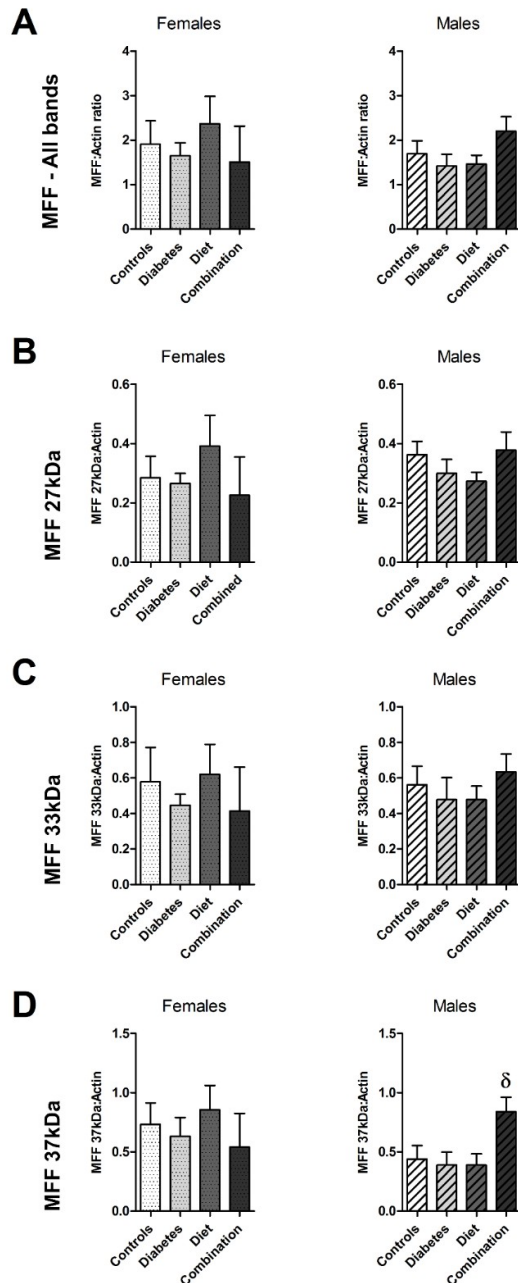 A
MFF - All bands
Females
MFF:Actin ratio
4
3
2
1
0
Controls
Diabetes
Diet
Combination
Males
MFF:Actin ratio
4
3
2
1
0
Controls
Diabetes
Diet
Combination
B
MFF 27kDa
Females
MFF 27kDa:Actin
0.6
0.4
0.2
0.0
Controls
Diabetes
Diet
Combined
Males
MFF 27kDa:Actin
0.6
0.4
0.2
0.0
Controls
Diabetes
Diet
Combination
C
MFF 33kDa
Females
MFF 33kDa:Actin
1.0
0.8
0.6
0.4
0.2
0.0
Controls
Diabetes
Diet
Combination
Males
MFF 33kDa:Actin
1.0
0.8
0.6
0.4
0.2
0.0
Controls
Diabetes
Diet
Combination
D
MFF 37kDa
Females
MFF 37kDa:Actin
1.5
1.0
0.5
0.0
Controls
Diabetes
Diet
Combination
Males
MFF 37kDa:Actin
1.5
1.0
0.5
0.0
δ
Controls
Diabetes
Diet
Combination